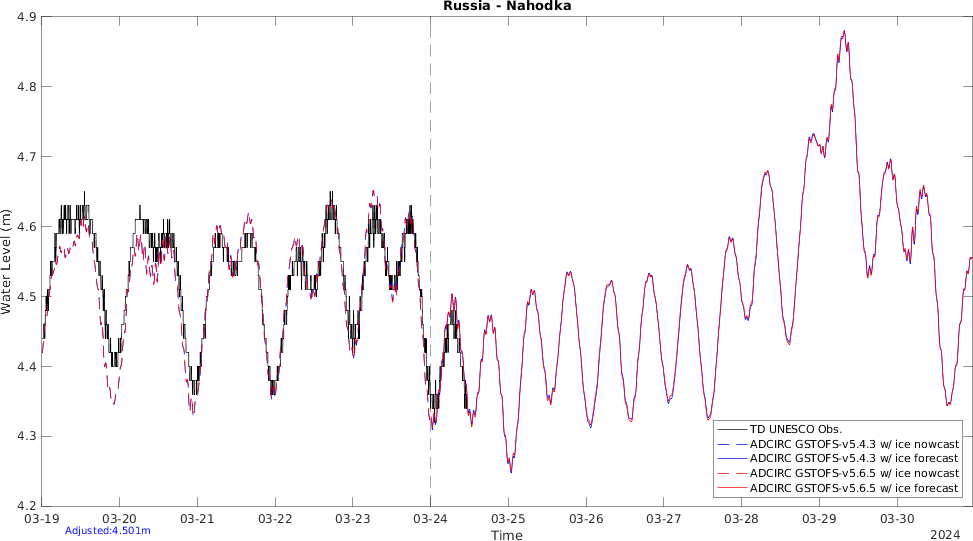 Russia - Nahodka
4.9
4.8
4.7
4.6
4.5
4.4
4.3
4.2
Water Level (m)
TD UNESCO Obs.
ADCIRC GSTOFS-v5.4.3 w/ ice nowcast
ADCIRC GSTOFS-v5.4.3 w/ ice forecast
ADCIRC GSTOFS-v5.6.5 w/ ice nowcast
ADCIRC GSTOFS-v5.6.5 w/ ice forecast
03-19 03-20 03-21 03-22 03-23 03-24 03-25 03-26 03-27 03-28 03-29 03-30
Adjusted:4.501m
Time
2024